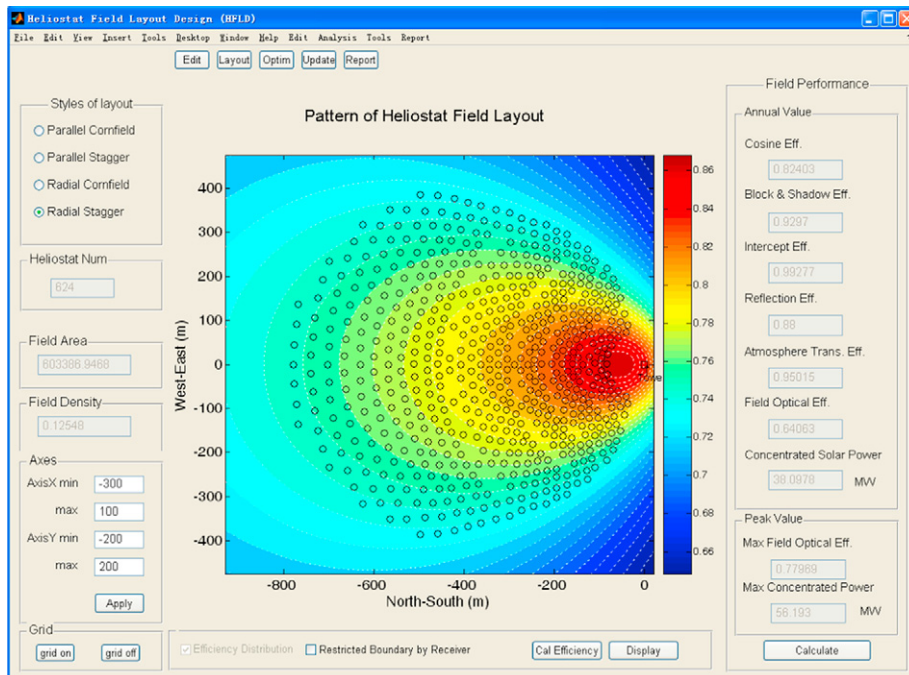 Heliostat Field Layout Design (HFLD)
File Edit View Insert Tools Desktop Window Help Edit Analysis Tools Report
Edit Layout Optim Update Report
Styles of layout
Parallel Cornfield
Parallel Stagger
Radial Cornfield
Radial Stagger
Heliostat Num
624
Field Area
603386.9468
Field Density
0.12548
Axes
AxisX min -300
max 100
AxisY min -200
max 200
Apply
Grid
grid on grid off
Pattern of Heliostat Field Layout
West-East (m)
400
300
200
100
0
-100
-200
-300
-400
-800 -600 -400 -200 0
North-South (m)
0.86
0.84
0.82
0.8
0.78
0.76
0.74
0.72
0.7
0.68
0.66
Efficiency Distribution Restricted Boundary by Receiver Cal Efficiency Display
Field Performance
Annual Value
Cosine Eff.
0.82403
Block & Shadow Eff.
0.9297
Intercept Eff.
0.99277
Reflection Eff.
0.88
Atmosphere Trans. Eff.
0.95015
Field Optical Eff.
0.64063
Concentrated Solar Power
38.0978 MW
Peak Value
Max Field Optical Eff.
0.77969
Max Concentrated Power
56.193 MW
Calculate